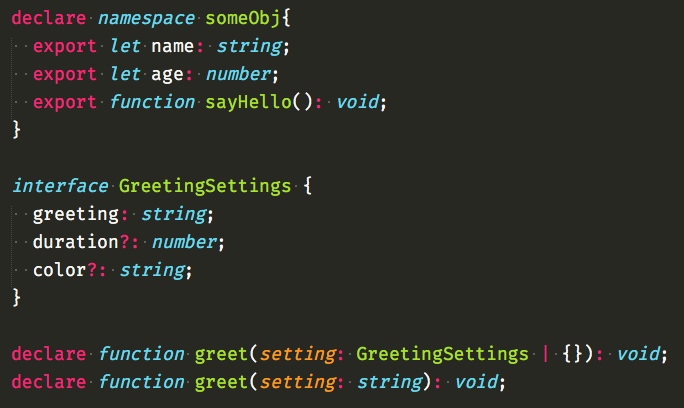 declare namespace someObj{
  export let name: string;
  export let age: number;
  export function sayHello(): void;
}

interface GreetingSettings {
  greeting: string;
  duration?: number;
  color?: string;
}

declare function greet(setting: GreetingSettings | {}): void;
declare function greet(setting: string): void;